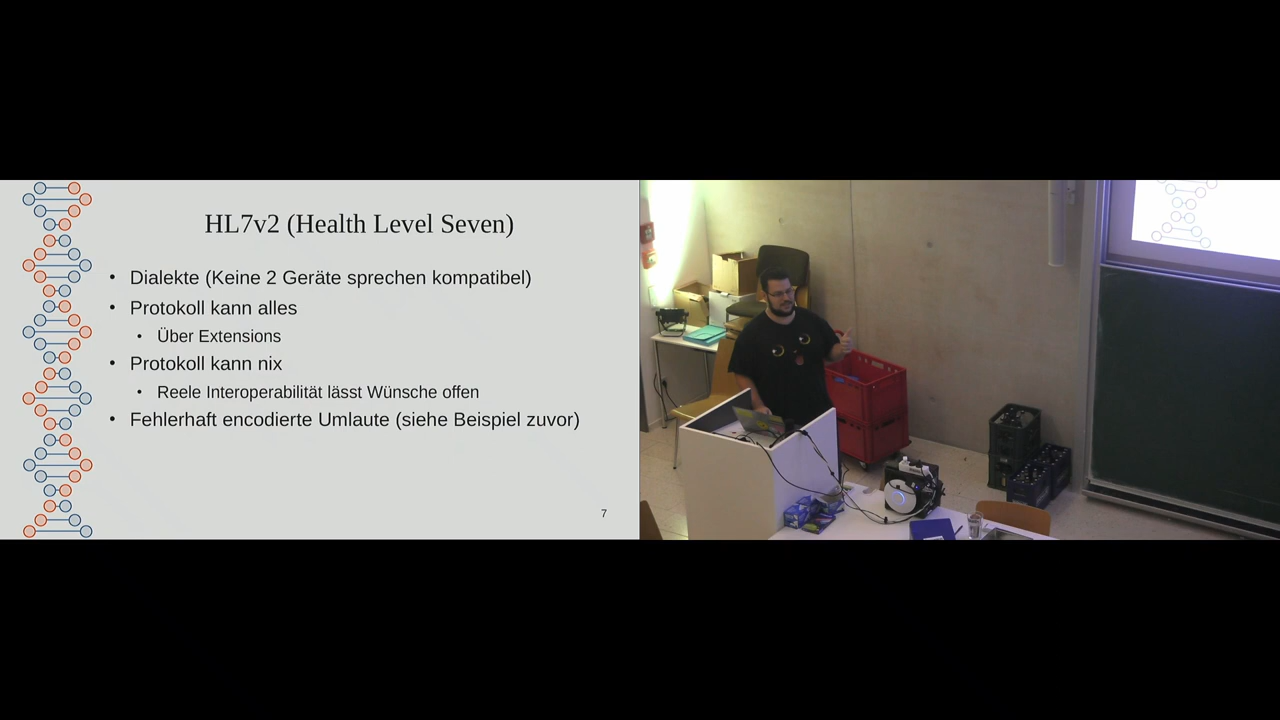 HL7v2 (Health Level Seven)
• Dialekte (Keine 2 Geräte sprechen kompatibel)
• Protokoll kann alles
• Über Extensions
• Protokoll kann nix
• Reele Interoperabilität lässt Wünsche offen
• Fehlerhaft encodierte Umlaute (siehe Beispiel zuvor)
7